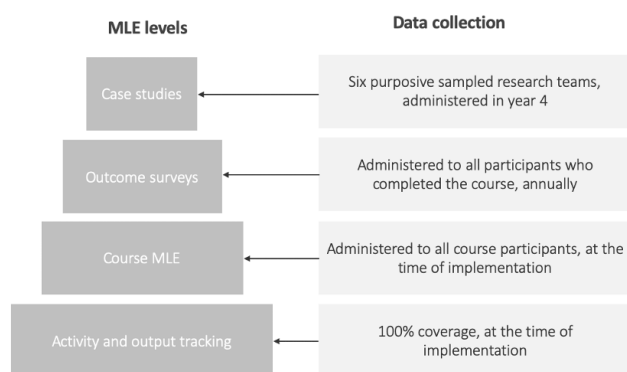 MLE levels
Data collection
Case studies
Six purposive sampled research teams,
administered in year 4
Outcome surveys
Administered to all participants who
completed the course, annually
Course MLE
Administered to all course participants, at the
time of implementation
Activity and output tracking
100% coverage, at the time of
implementation